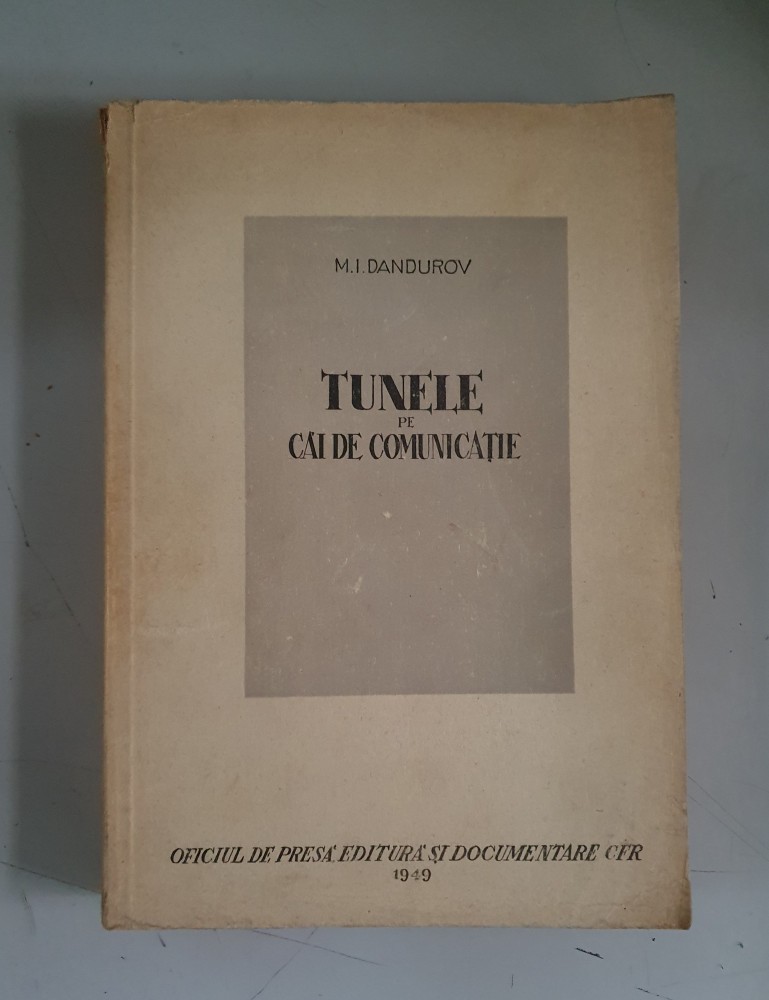 M.I. DANDUROV
TUNELE
PE
CĂI DE COMUNICAȚIE
OFICIUL DE PRESĂ, EDITURĂ ȘI DOCUMENTARE CFR
1949